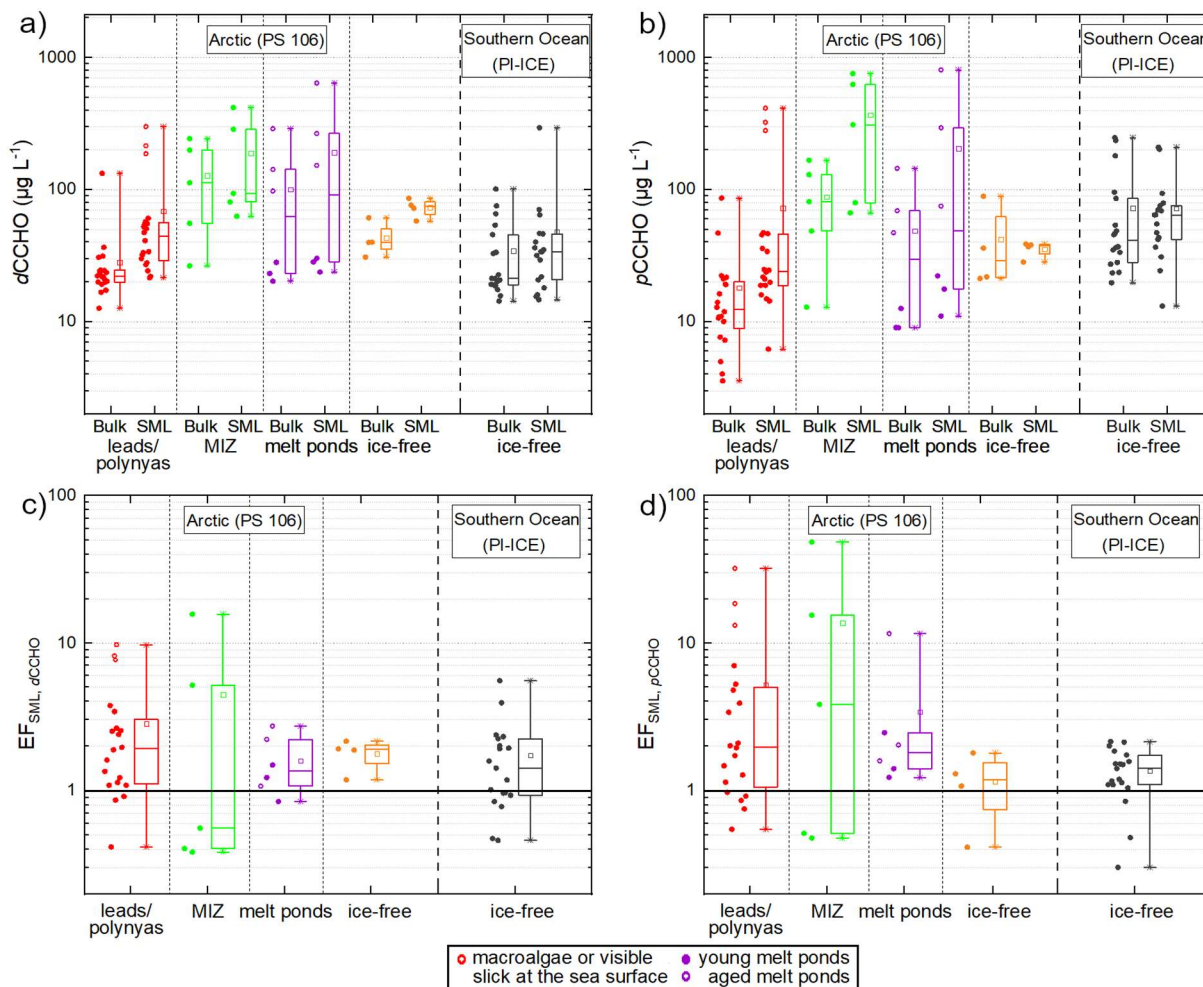 a)
Arctic (PS 106)
Southern Ocean
(PI-ICE)
dCCHO (µg L⁻¹)
1000
100
10
Bulk SML Bulk SML Bulk SML Bulk SML Bulk SML
leads/
polynyas
MIZ
melt ponds
ice-free
ice-free
b)
Arctic (PS 106)
Southern Ocean
(PI-ICE)
pCCHO (µg L⁻¹)
1000
100
10
Bulk SML Bulk SML Bulk SML Bulk SML Bulk SML
leads/
polynyas
MIZ
melt ponds
ice-free
ice-free
c)
Arctic (PS 106)
Southern Ocean
(PI-ICE)
EF SML, dCCHO
100
10
1
leads/
polynyas
MIZ
melt ponds
ice-free
ice-free
d)
Arctic (PS 106)
Southern Ocean
(PI-ICE)
EF SML, pCCHO
100
10
1
leads/
polynyas
MIZ
melt ponds
ice-free
ice-free
macroalgae or visible
slick at the sea surface
young melt ponds
aged melt ponds